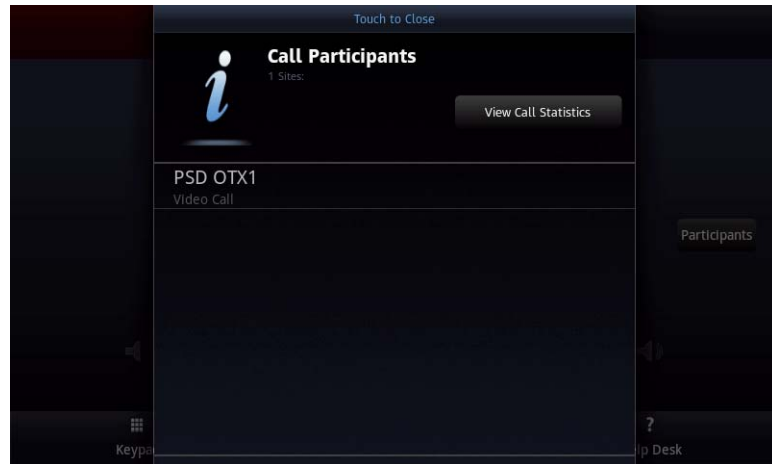 Touch to Close
Call Participants
1 Sites:
View Call Statistics
PSD OTX1
Video Call
Participants
?
Keypa
lp Desk